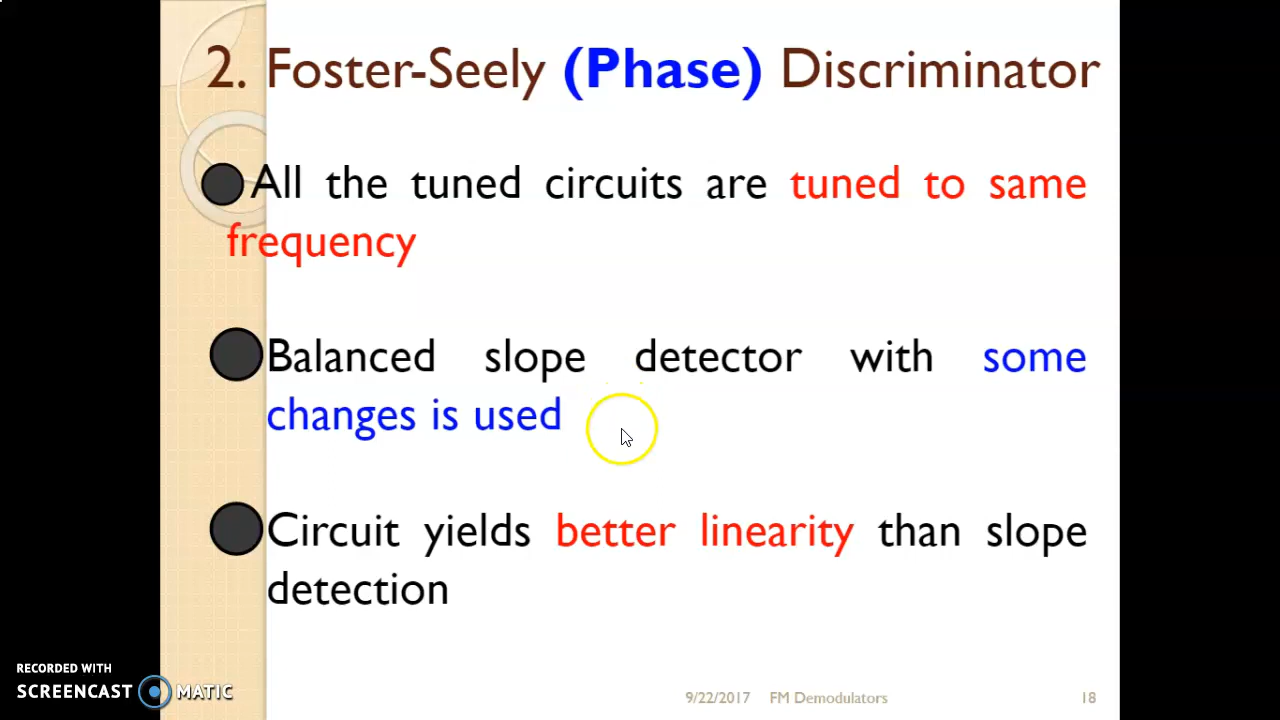 2. Foster-Seely (Phase) Discriminator
All the tuned circuits are tuned to same
frequency
Balanced slope detector with some
changes is used
Circuit yields better linearity than slope
detection
RECORDED WITH
SCREENCAST MATIC
9/22/2017 FM Demodulators 18